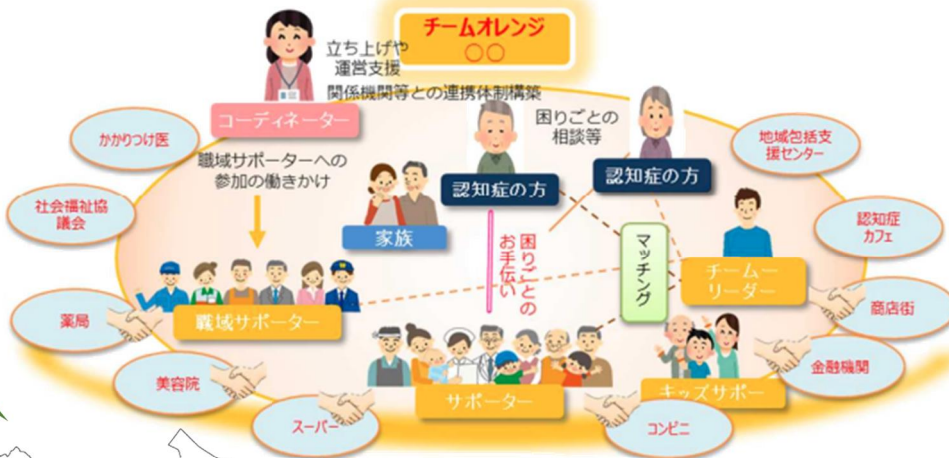 チームオレンジ
○○
立ち上げや
運営支援
関係機関等との連携体制構築
コーディネーター
困りごとの
相談等
かかりつけ医
地域包括支
援センター
職域サポーターへの
参加の働きかけ
認知症の方
認知症の方
社会福祉協
議会
家族
認知症
カフェ
困りごとの
お手伝い
マッチング
チームー
リーダー
薬局
職域サポーター
商店街
美容院
金融機関
サポーター
キッズサポー
スーパー
コンビニ